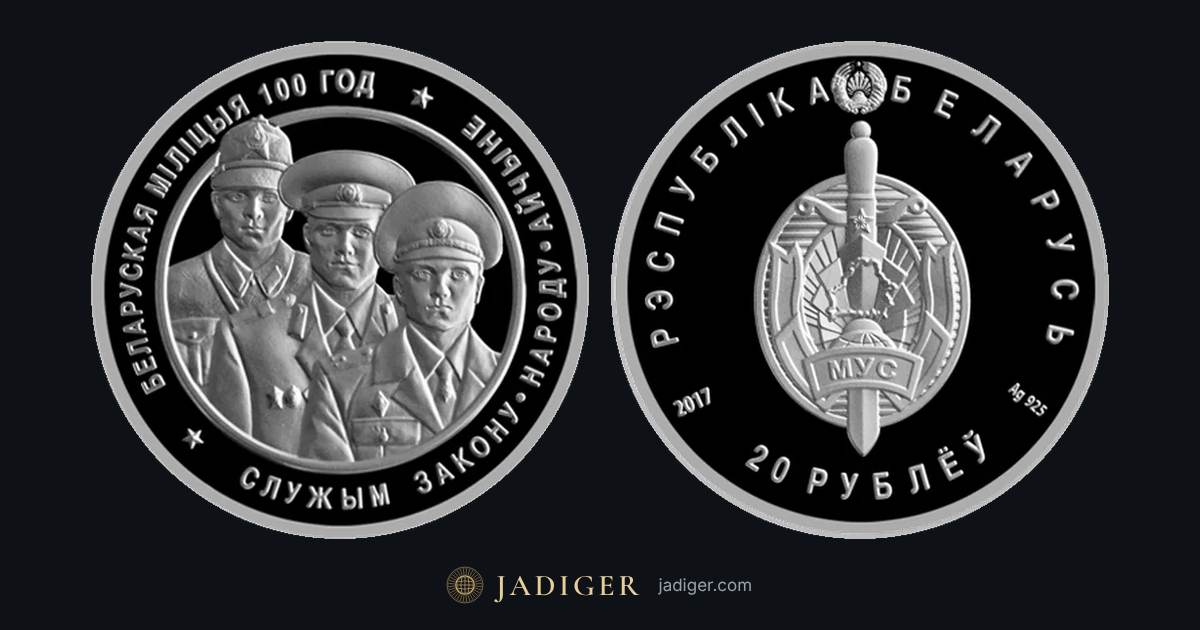 БЕЛАРУСКАЯ МІЛІЦЫЯ 100 ГОД
СЛУЖЫМ ЗАКОНУ • НАРОДУ • АЙЧЫНЕ
РЭСПУБЛІКА БЕЛАРУСЬ
МУС
2017
Ag 925
20 РУБЛЁЎ
JADIGER
jadiger.com